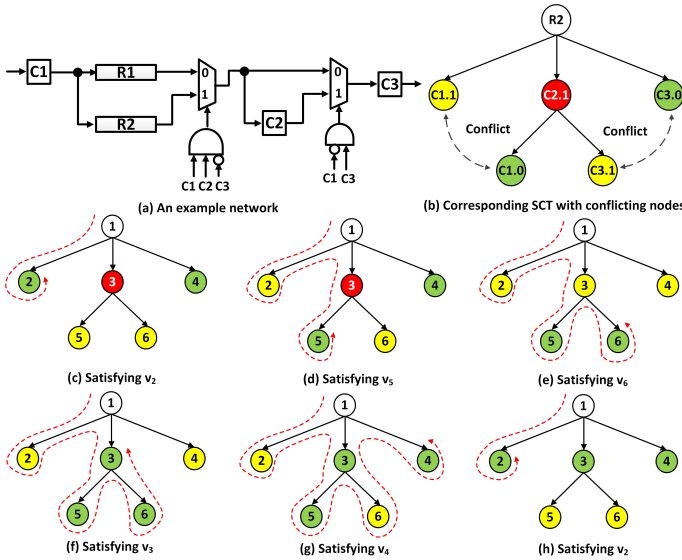 C1
R1
R2
0
1
C2
0
1
C3
C1 C2 C3
C1 C3
(a) An example network
R2
C1.1
C2.1
C3.0
Conflict
Conflict
C1.0
C3.1
(b) Corresponding SCT with conflicting nodes
1
2
3
4
5
6
(c) Satisfying v2
1
2
3
4
5
6
(d) Satisfying v5
1
2
3
4
5
6
(e) Satisfying v6
1
2
3
4
5
6
(f) Satisfying v3
1
2
3
4
5
6
(g) Satisfying v4
1
2
3
4
5
6
(h) Satisfying v2